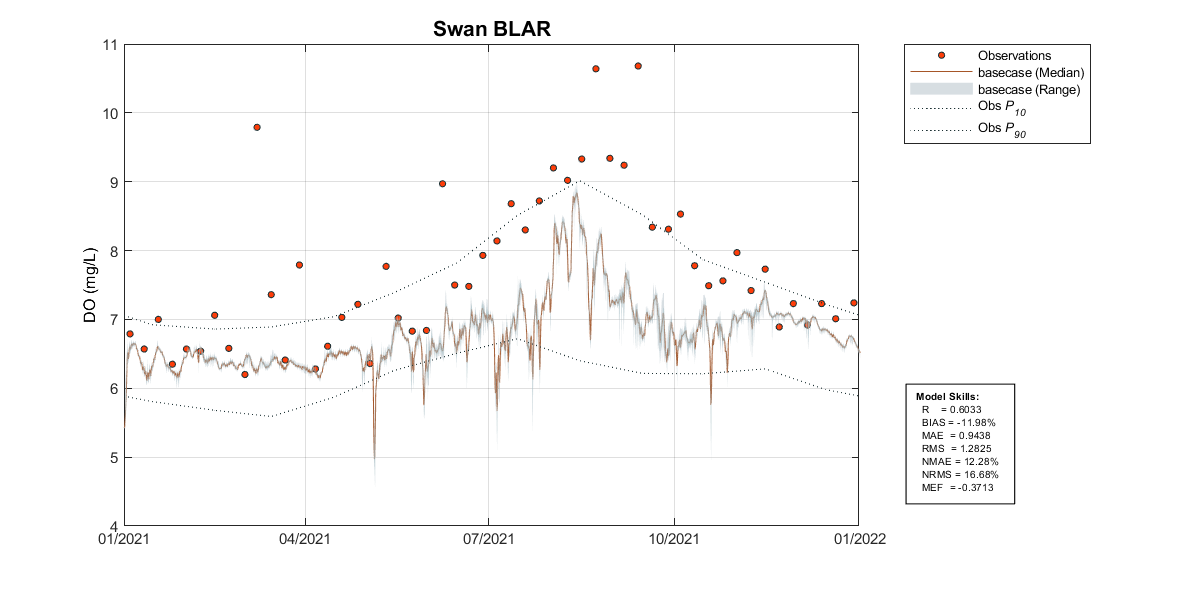 Swan BLAR
11
10
9
8
7
6
5
4
DO (mg/L)
01/2021
04/2021
07/2021
10/2021
01/2022
Observations
basecase (Median)
basecase (Range)
Obs P10
Obs P90
Model Skills:
R = 0.6033
BIAS = -11.98%
MAE = 0.9438
RMS = 1.2825
NMAE = 12.28%
NRMS = 16.68%
MEF = -0.3713